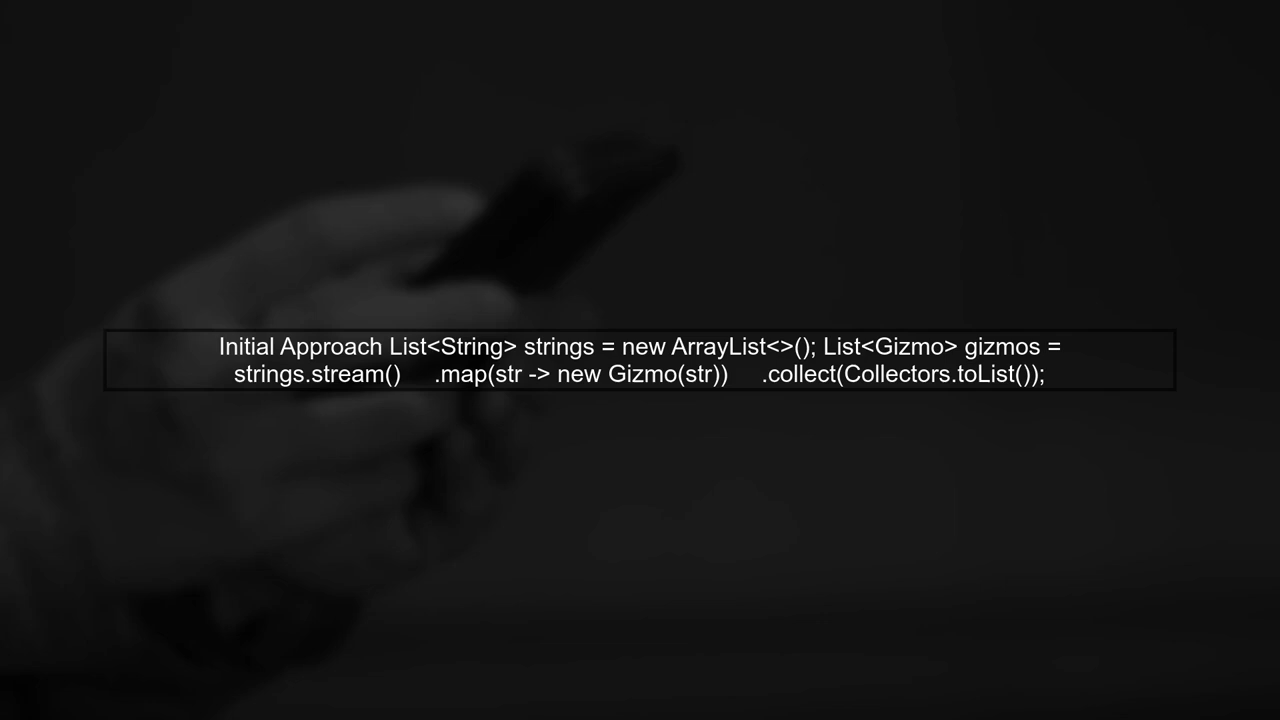 Initial Approach List<String> strings = new ArrayList<>(); List<Gizmo> gizmos =
strings.stream()     .map(str -> new Gizmo(str))     .collect(Collectors.toList());